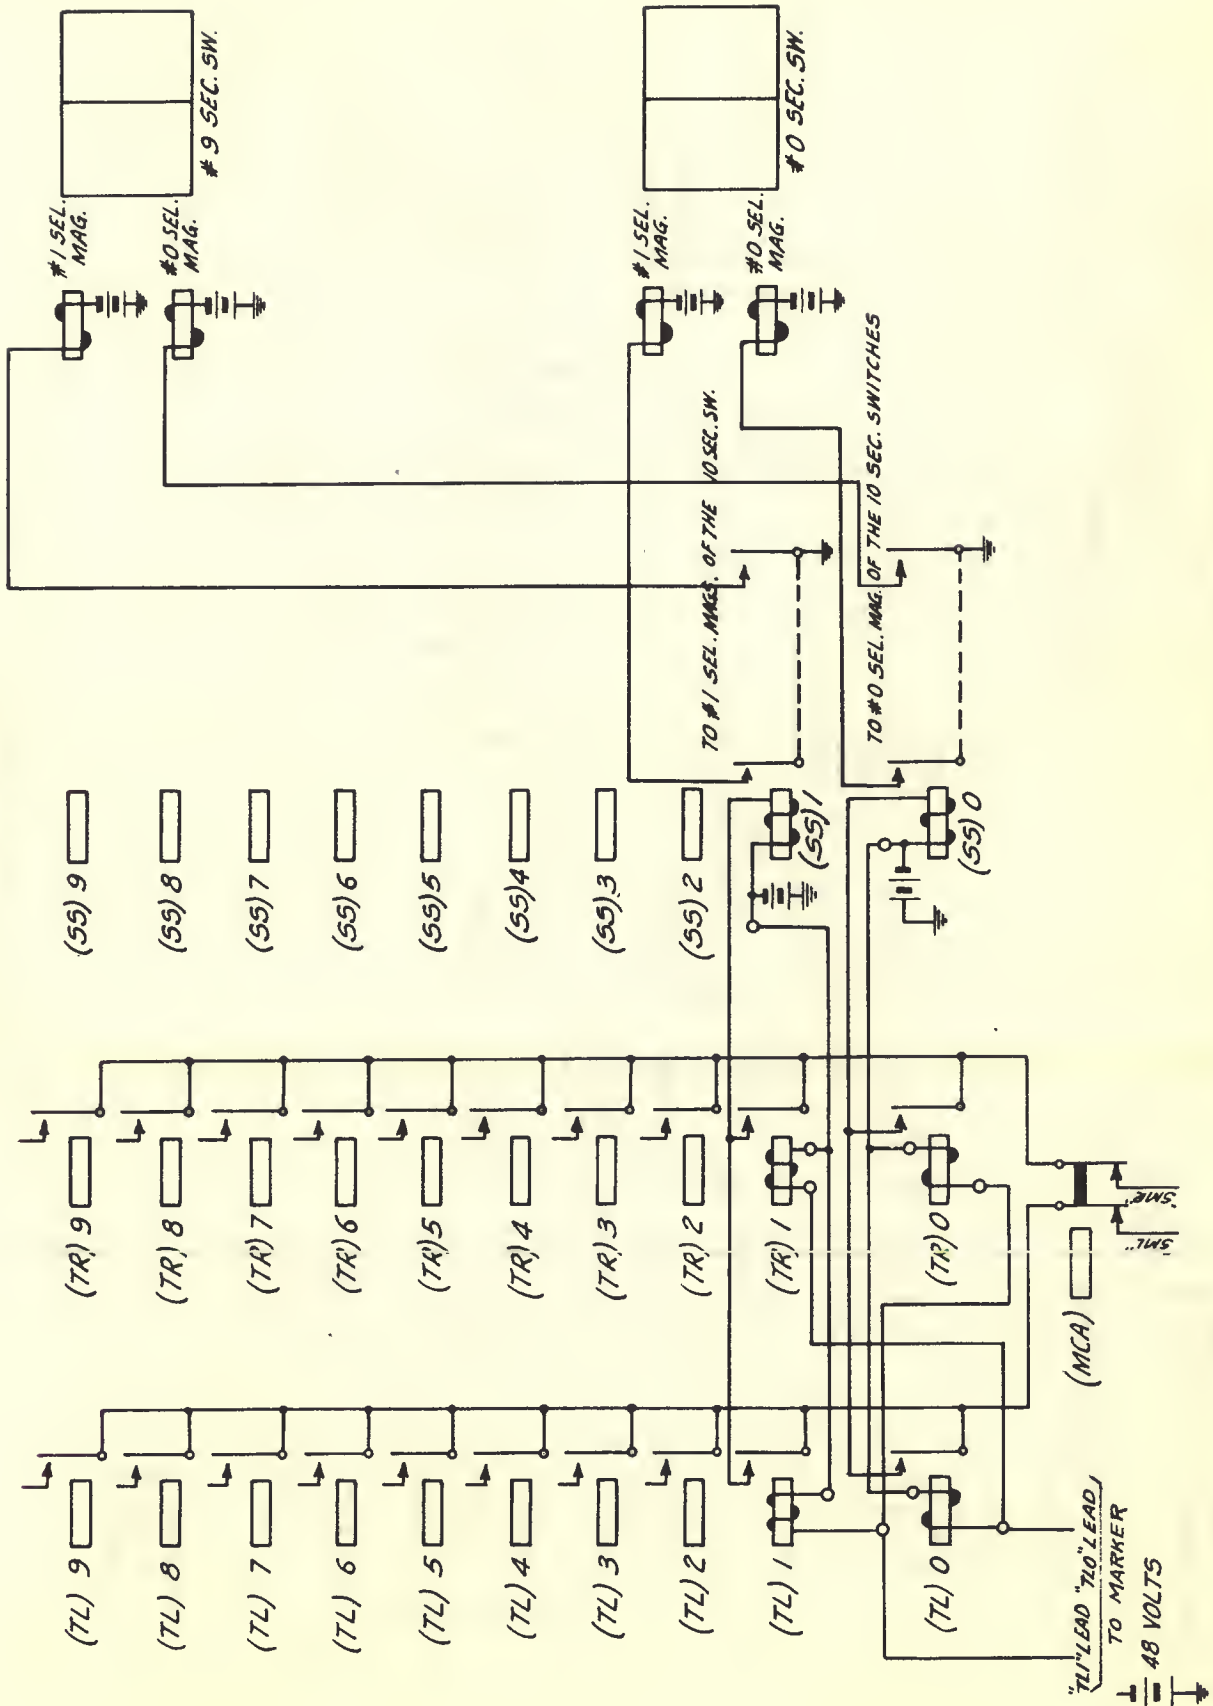 # 9 SEC. SW.
# 0 SEC. SW.
#1 SEL.
MAG.
#0 SEL.
MAG.
#1 SEL.
MAG.
#0 SEL.
MAG.
TO #1 SEL. MAGS. OF THE 10 SEC. SW.
TO #0 SEL. MAG. OF THE 10 SEC. SWITCHES
(SS) 9
(SS) 8
(SS) 7
(SS) 6
(SS) 5
(SS) 4
(SS) 3
(SS) 2
(SS) 1
(SS) 0
(TR) 9
(TR) 8
(TR) 7
(TR) 6
(TR) 5
(TR) 4
(TR) 3
(TR) 2
(TR) 1
(TR) 0
(MCA)
"SMR"
"SML"
(TL) 9
(TL) 8
(TL) 7
(TL) 6
(TL) 5
(TL) 4
(TL) 3
(TL) 2
(TL) 1
(TL) 0
"TL1" LEAD "TL0" LEAD
TO MARKER
48 VOLTS